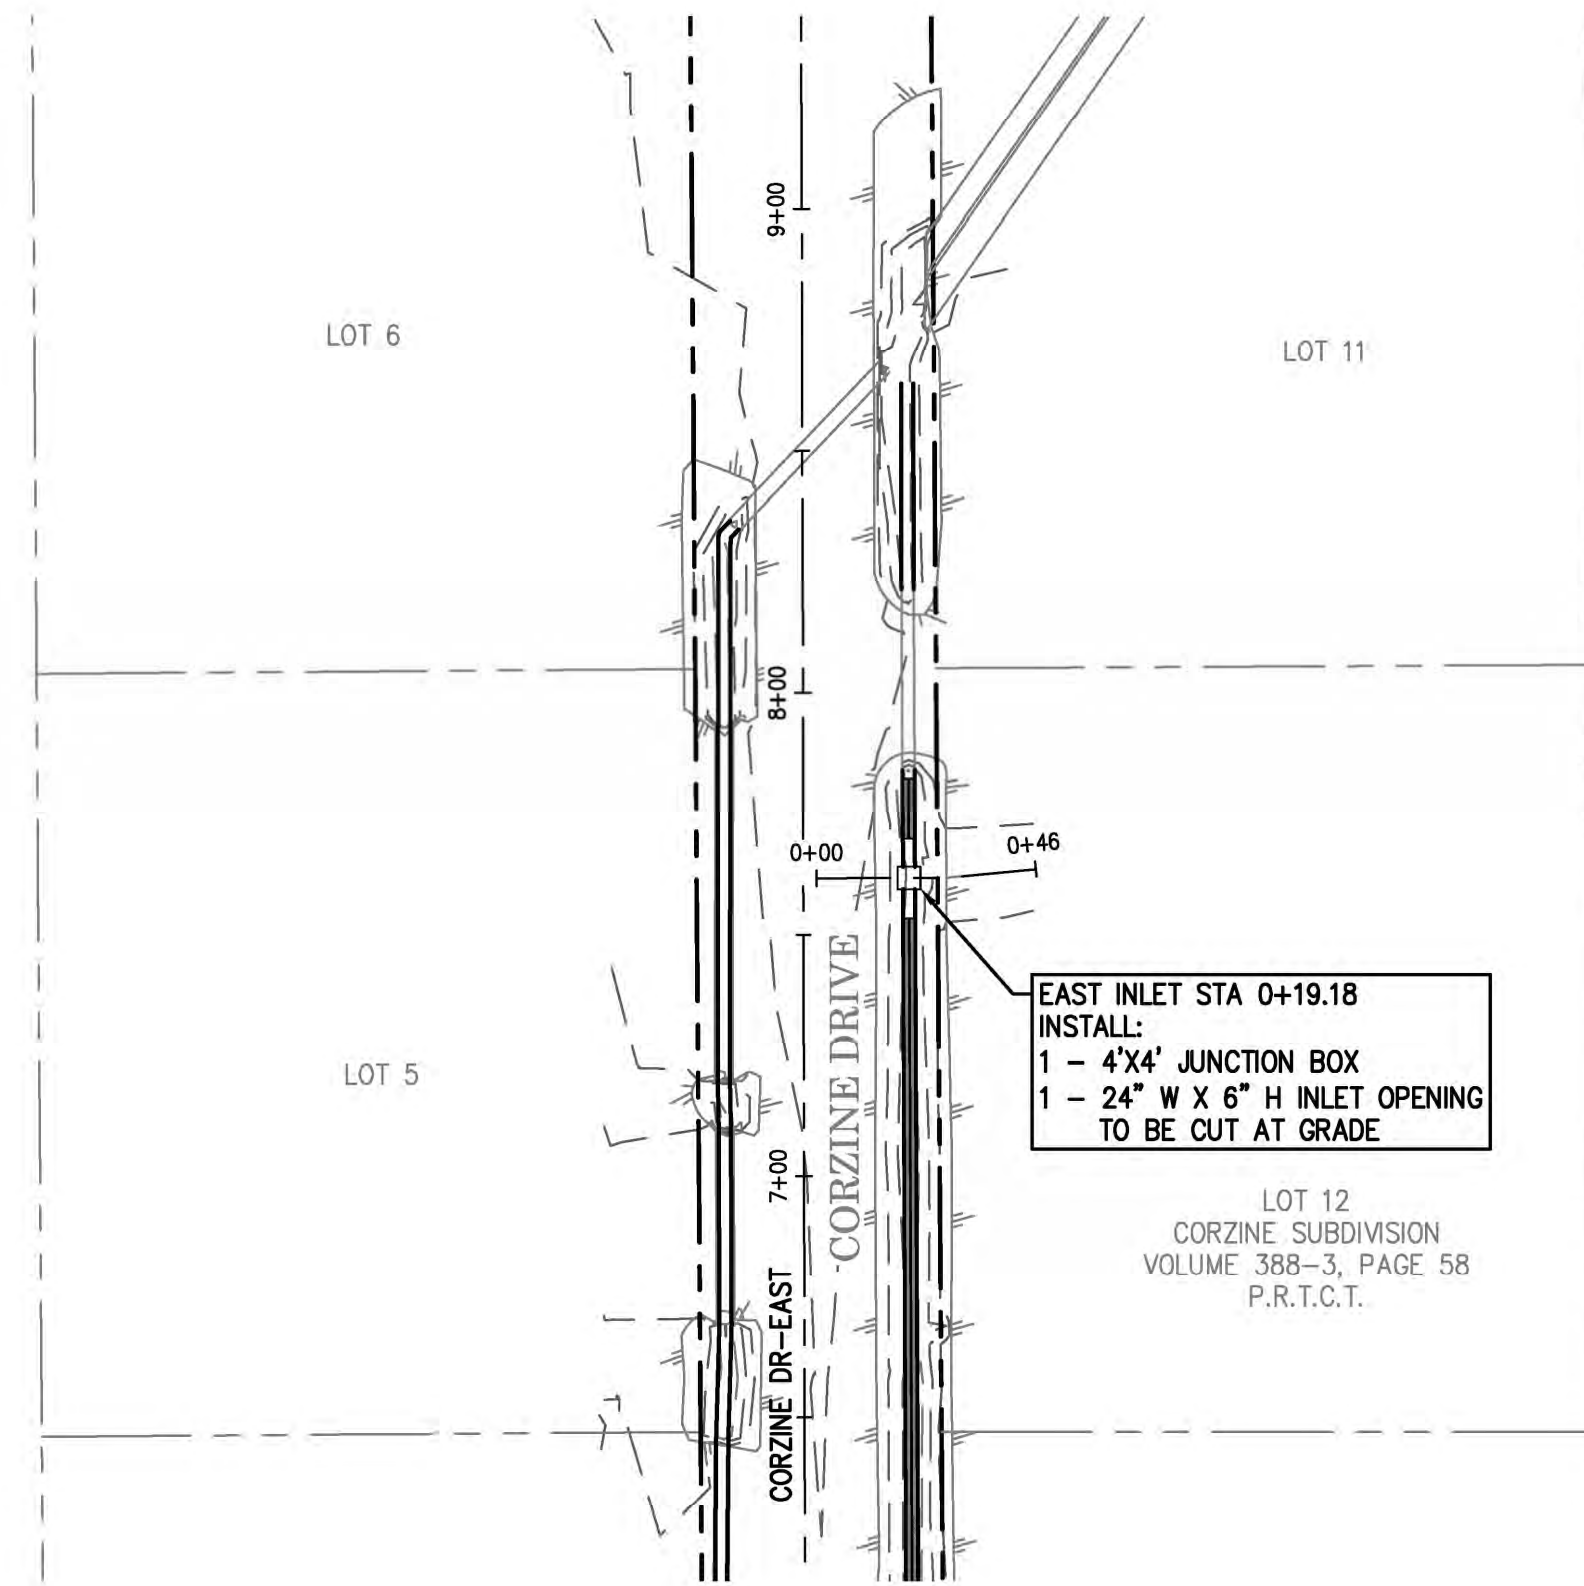 9+00
LOT 6
LOT 11
8+00
0+00
0+46
CORZINE DRIVE
EAST INLET STA 0+19.18
INSTALL:
1 - 4'X4' JUNCTION BOX
1 - 24" W X 6" H INLET OPENING
TO BE CUT AT GRADE
LOT 5
7+00
LOT 12
CORZINE SUBDIVISION
VOLUME 388-3, PAGE 58
P.R.T.C.T.
CORZINE DR-EAST